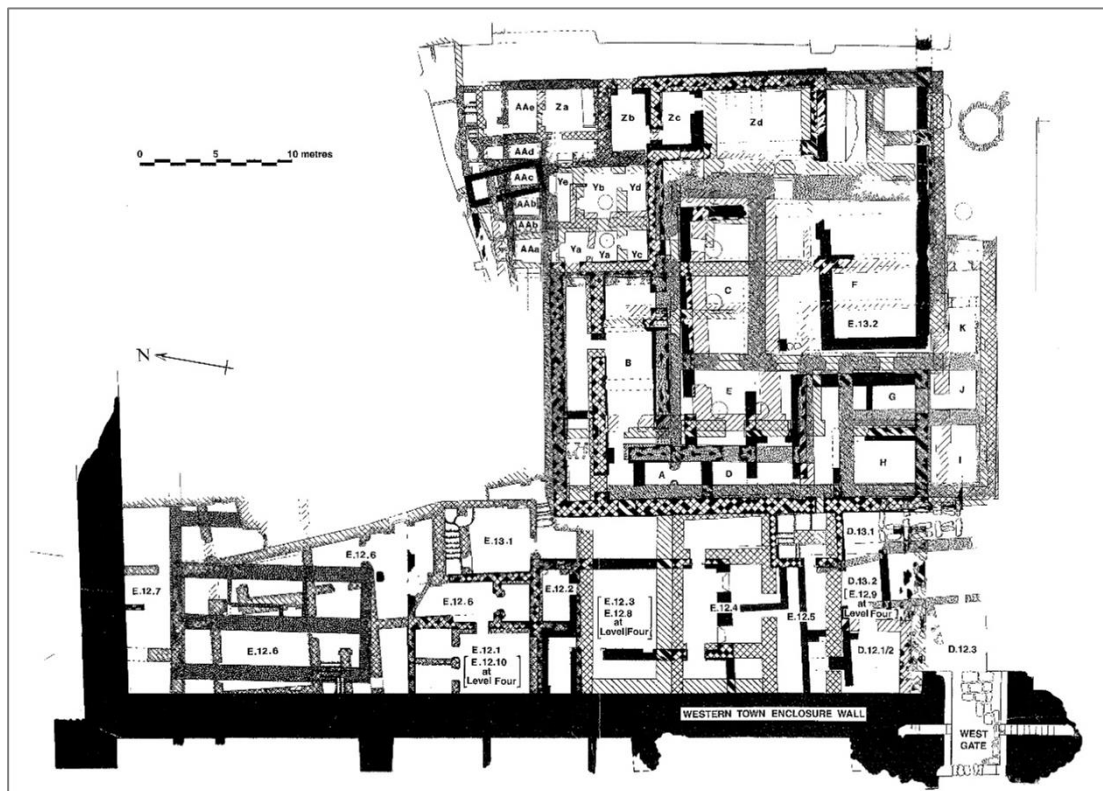 AAe
Za
Zb
Zc
Zd
0 5 10 metres
AAd
AAc
Ye
Yb
Yd
AAb
AAb
AAa
Ya
Ya
Yc
C
F
E.13.2
K
N
B
E
G
J
A
D
H
I
E.13.1
D.13.1
E.12.6
E.12.7
E.12.6
E.12.2
E.12.3
[E.12.8
at
Level Four]
E.12.4
E.12.5
D.13.2
[E.12.9
at
Level Four]
E.12.6
E.12.1
[E.12.10
at
Level Four]
D.12.1/2
D.12.3
WESTERN TOWN ENCLOSURE WALL
WEST
GATE